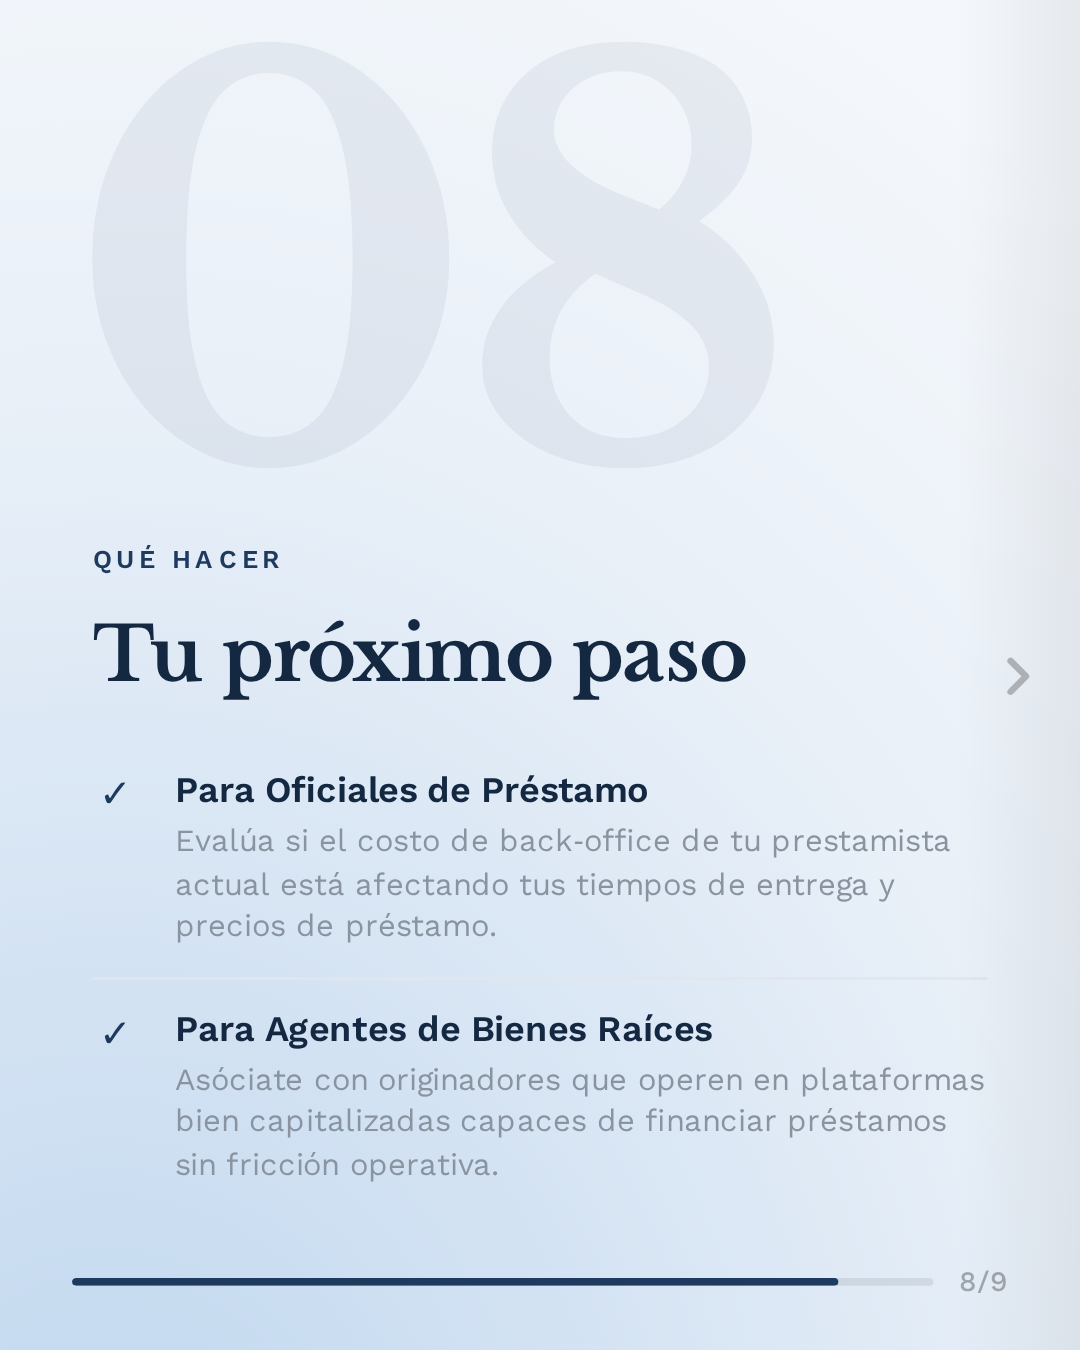 08
QUÉ HACER
Tu próximo paso
✓ Para Oficiales de Préstamo
Evalúa si el costo de back-office de tu prestamista
actual está afectando tus tiempos de entrega y
precios de préstamo.
✓ Para Agentes de Bienes Raíces
Asóciate con originadores que operen en plataformas
bien capitalizadas capaces de financiar préstamos
sin fricción operativa.
8/9